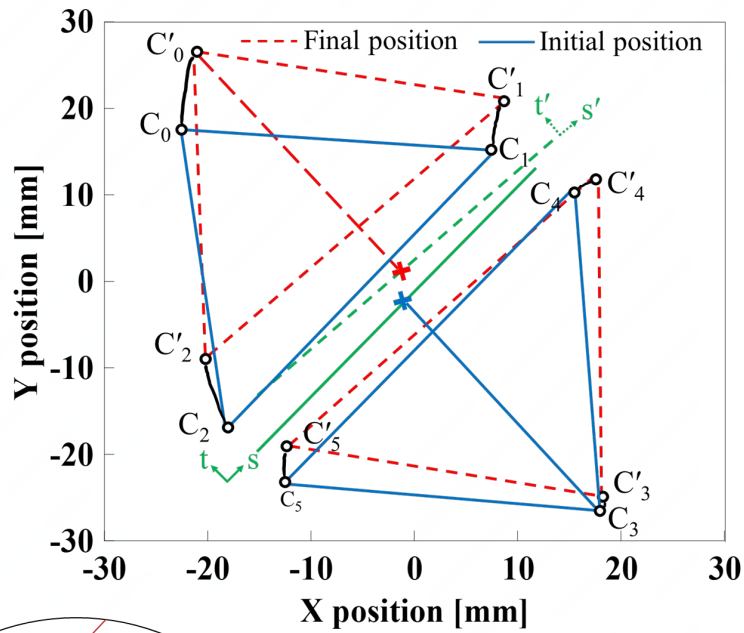 30
20
10
0
-10
-20
-30
-30 -20 -10 0 10 20 30
Y position [mm]
X position [mm]
Final position
Initial position
C′0
C′1
t′ s′
C0
C1
C4
C′4
C′2
C2
t s
C′5
C5
C′3
C3